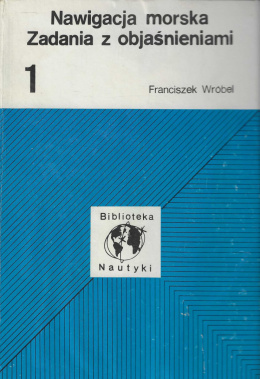 Nawigacja morska
Zadania z objaśnieniami
1
Franciszek Wróbel
Biblioteka
Nautyki